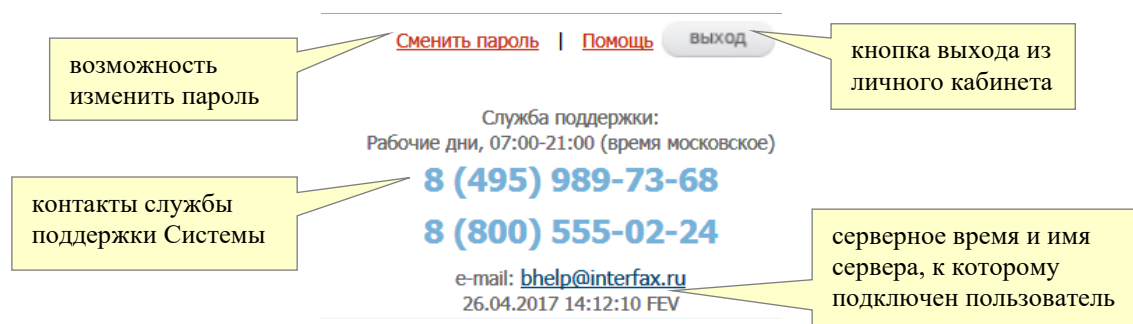 Сменить пароль | Помощь выход
возможность
изменить пароль
кнопка выхода из
личного кабинета
Служба поддержки:
Рабочие дни, 07:00-21:00 (время московское)
8 (495) 989-73-68
контакты службы
поддержки Системы
8 (800) 555-02-24
серверное время и имя
сервера, к которому
подключен пользователь
e-mail: bhelp@interfax.ru
26.04.2017 14:12:10 FEV